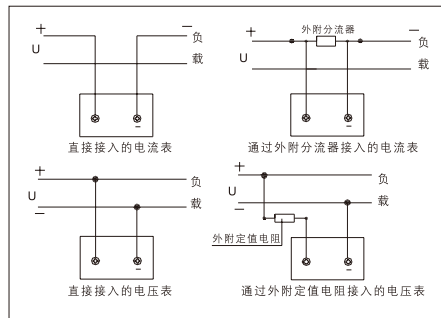 + —
U 负
载
—
直接接入的电流表
外附分流器
+ —
U 负
载
—
通过外附分流器接入的电流表
+
负
U
载
—
—
直接接入的电压表
+
负
U
载
—
外附定值电阻
—
通过外附定值电阻接入的电压表